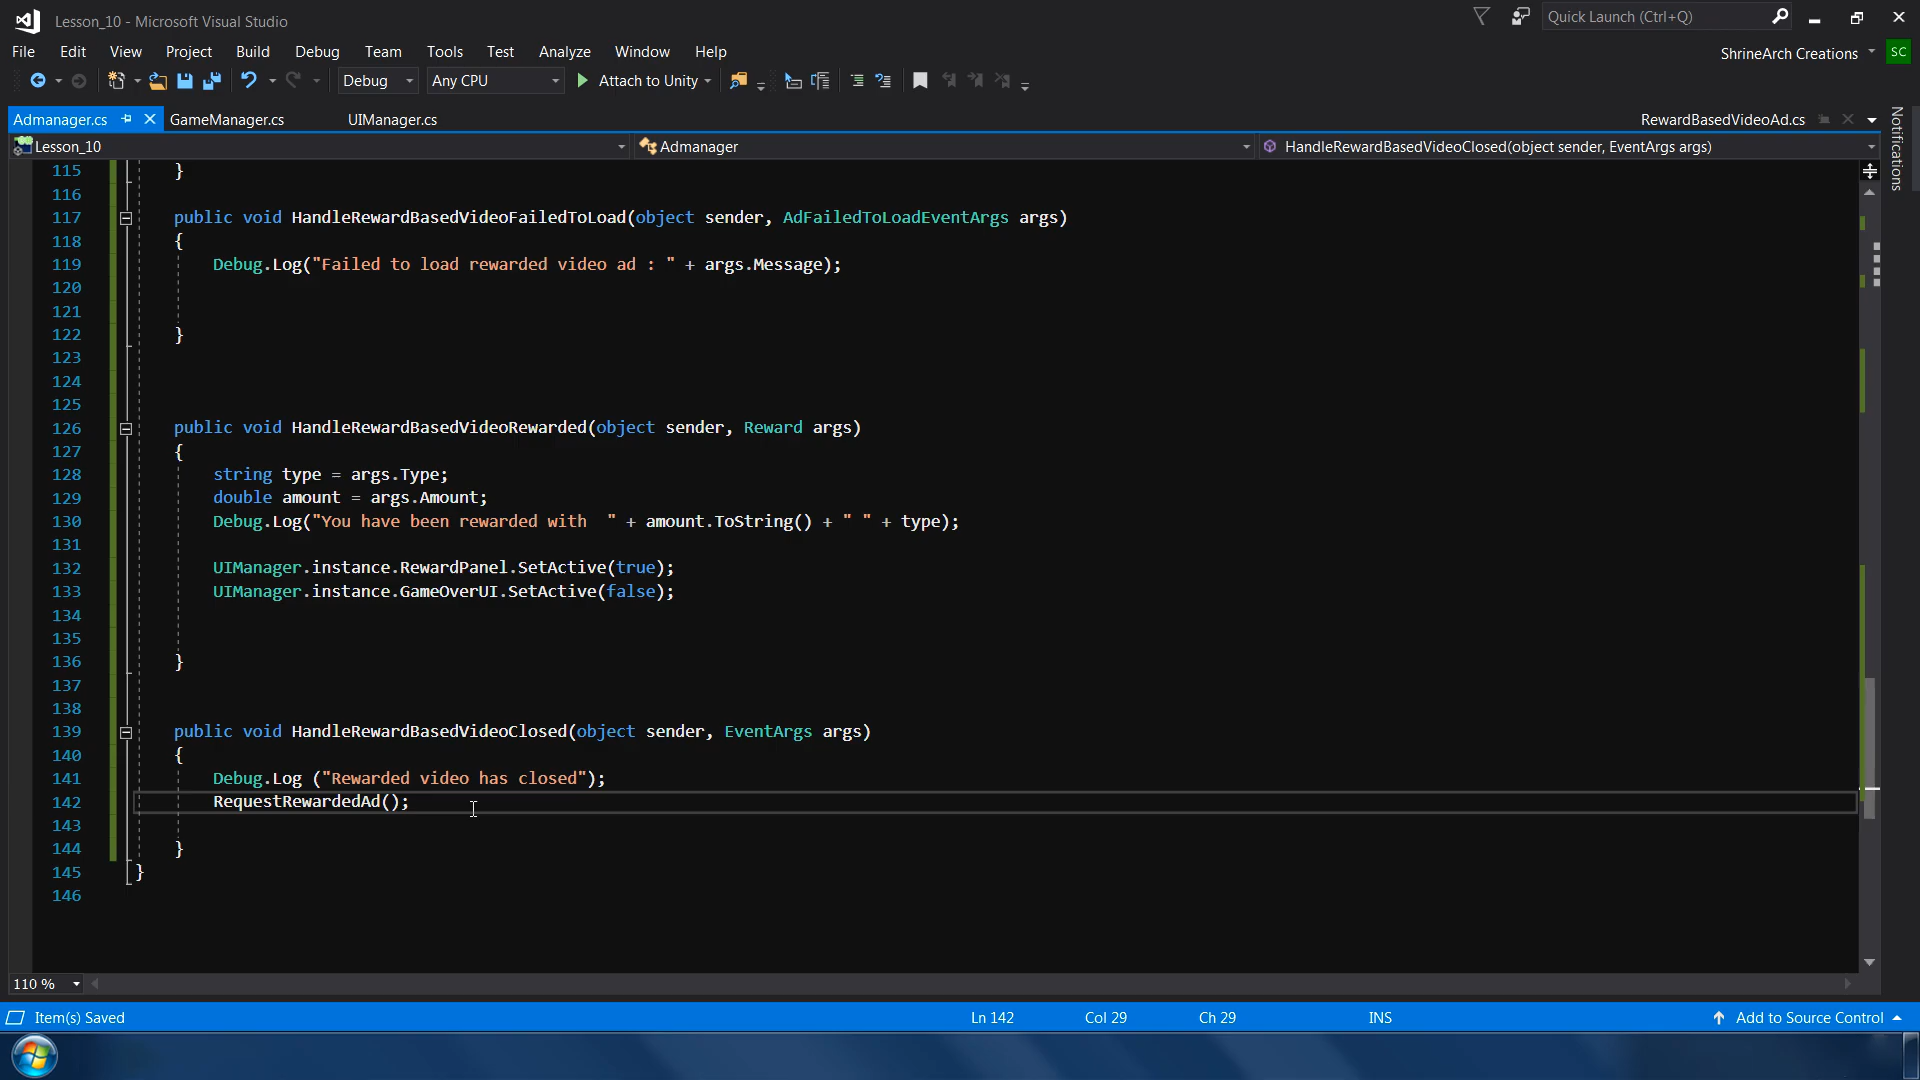 Lesson_10 - Microsoft Visual Studio
Quick Launch (Ctrl+Q)
File Edit View Project Build Debug Team Tools Test Analyze Window Help
ShrineArch Creations SC
Debug Any CPU Attach to Unity
Admanager.cs GameManager.cs UIManager.cs RewardBasedVideoAd.cs
Notifications
Lesson_10 Admanager HandleRewardBasedVideoClosed(object sender, EventArgs args)
115 }
116
117 public void HandleRewardBasedVideoFailedToLoad(object sender, AdFailedToLoadEventArgs args)
118 {
119 Debug.Log("Failed to load rewarded video ad : " + args.Message);
120
121
122 }
123
124
125
126 public void HandleRewardBasedVideoRewarded(object sender, Reward args)
127 {
128 string type = args.Type;
129 double amount = args.Amount;
130 Debug.Log("You have been rewarded with  " + amount.ToString() + " " + type);
131
132 UIManager.instance.RewardPanel.SetActive(true);
133 UIManager.instance.GameOverUI.SetActive(false);
134
135
136 }
137
138
139 public void HandleRewardBasedVideoClosed(object sender, EventArgs args)
140 {
141 Debug.Log ("Rewarded video has closed");
142 RequestRewardedAd();
143
144 }
145 }
146
110 %
Item(s) Saved Ln 142 Col 29 Ch 29 INS Add to Source Control